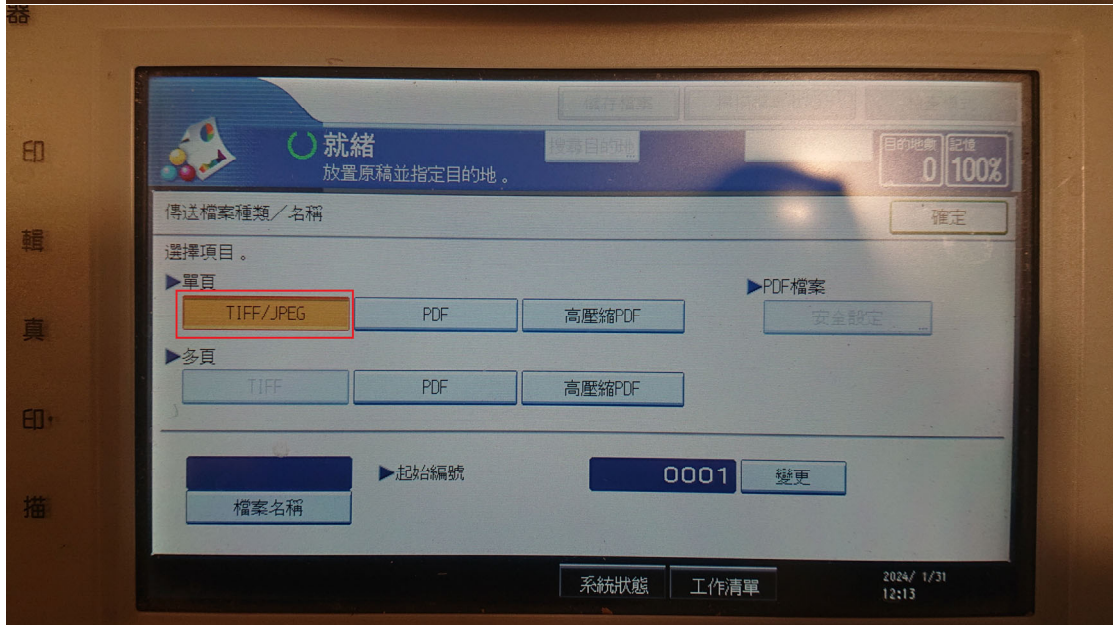 器
儲存檔案
就緒
搜尋目的地
目的地數 記憶
印
放置原稿並指定目的地。
0 100%
傳送檔案種類／名稱
確定
輯
選擇項目。
▶單頁
▶PDF檔案
TIFF/JPEG PDF 高壓縮PDF 安全設定
真
▶多頁
TIFF PDF 高壓縮PDF
印
▶起始編號 0001 變更
檔案名稱
描
系統狀態 工作清單 2024/ 1/31
12:13